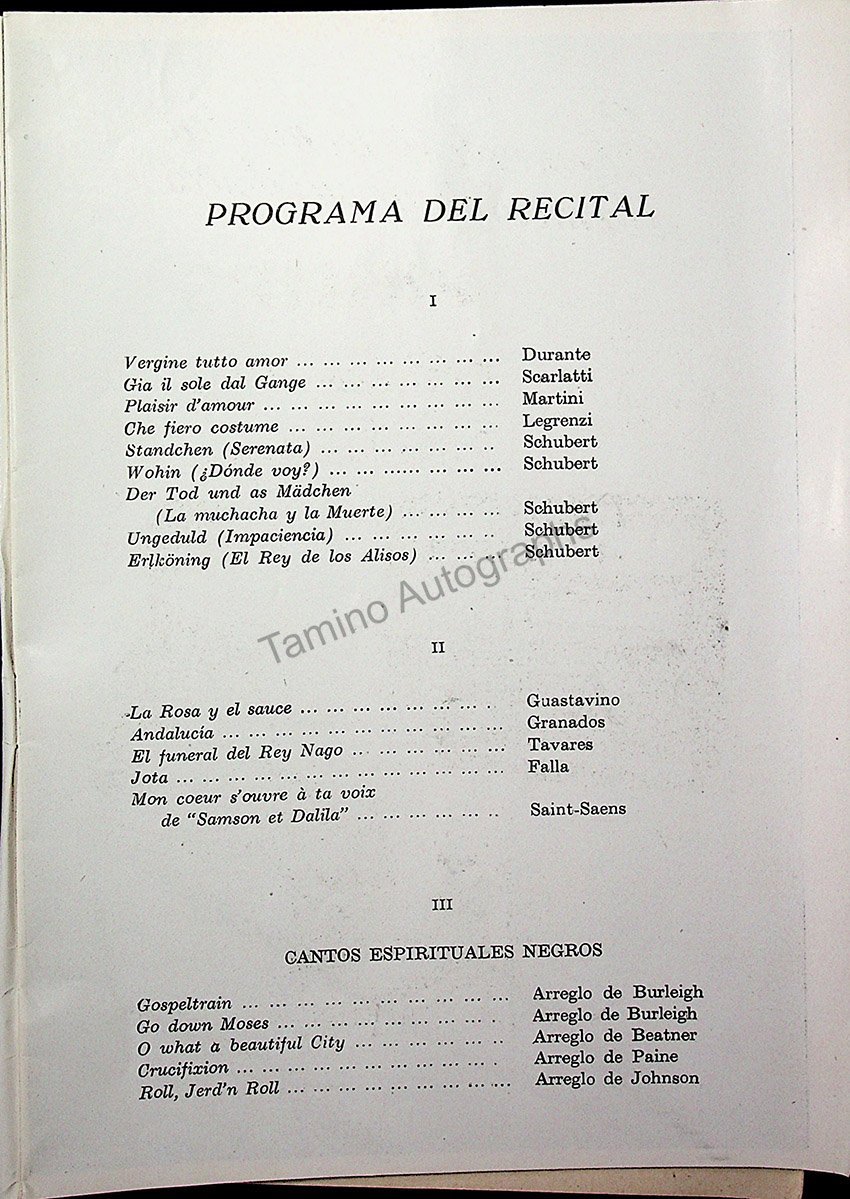 PROGRAMA DEL RECITAL
I
Vergine tutto amor ... ... ... ... ... ... ... ... Durante
Gia il sole dal Gange ... ... ... ... ... ... ... Scarlatti
Plaisir d'amour ... ... ... ... ... ... ... ... ... Martini
Che fiero costume ... ... ... ... ... ... ... ... Legrenzi
Standchen (Serenata) ... ... ... ... ... ... .. Schubert
Wohin (¿Dónde voy?) ... ... ... ... ... ... ... Schubert
Der Tod und as Mädchen
(La muchacha y la Muerte) ... ... ... .. Schubert
Ungeduld (Impaciencia) ... ... ... ... ... .. Schubert
Erlköning (El Rey de los Alisos) ... ... ... Schubert
Tamino Autographs
II
La Rosa y el sauce ... ... ... ... ... ... ... . Guastavino
Andalucía ... ... ... ... ... ... ... ... ... ... ... Granados
El funeral del Rey Nago ... ... ... ... ... ... Tavares
Jota ... ... ... ... ... ... ... ... ... ... ... ... ... Falla
Mon coeur s'ouvre à ta voix
de "Samson et Dalila" ... ... ... ... ... .. Saint-Saens
III
CANTOS ESPIRITUALES NEGROS
Gospeltrain ... ... ... ... ... ... ... ... ... ... Arreglo de Burleigh
Go down Moses ... ... ... ... ... ... ... ... . Arreglo de Burleigh
O what a beautiful City ... ... ... ... ... .. Arreglo de Beatner
Crucifixion ... ... ... ... ... ... ... ... ... . Arreglo de Paine
Roll, Jerd'n Roll ... ... ... ... ... ... ... ... ... Arreglo de Johnson